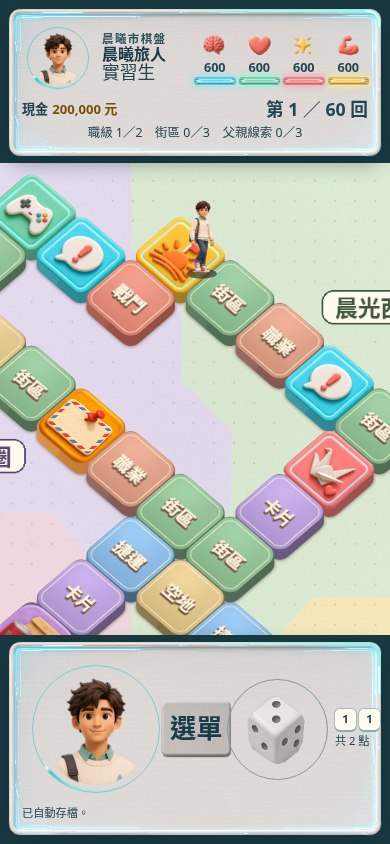 晨曦市棋盤
晨曦旅人
實習生
600 600 600 600
現金 200,000 元
第 1 ／ 60 回
職級 1／2 街區 0／3 父親線索 0／3
戰鬥
街區
職業
晨光西
街區
街區
職業
卡片
街區
街區
捷運
空地
卡片
選單
1 1
共 2 點
已自動存檔。